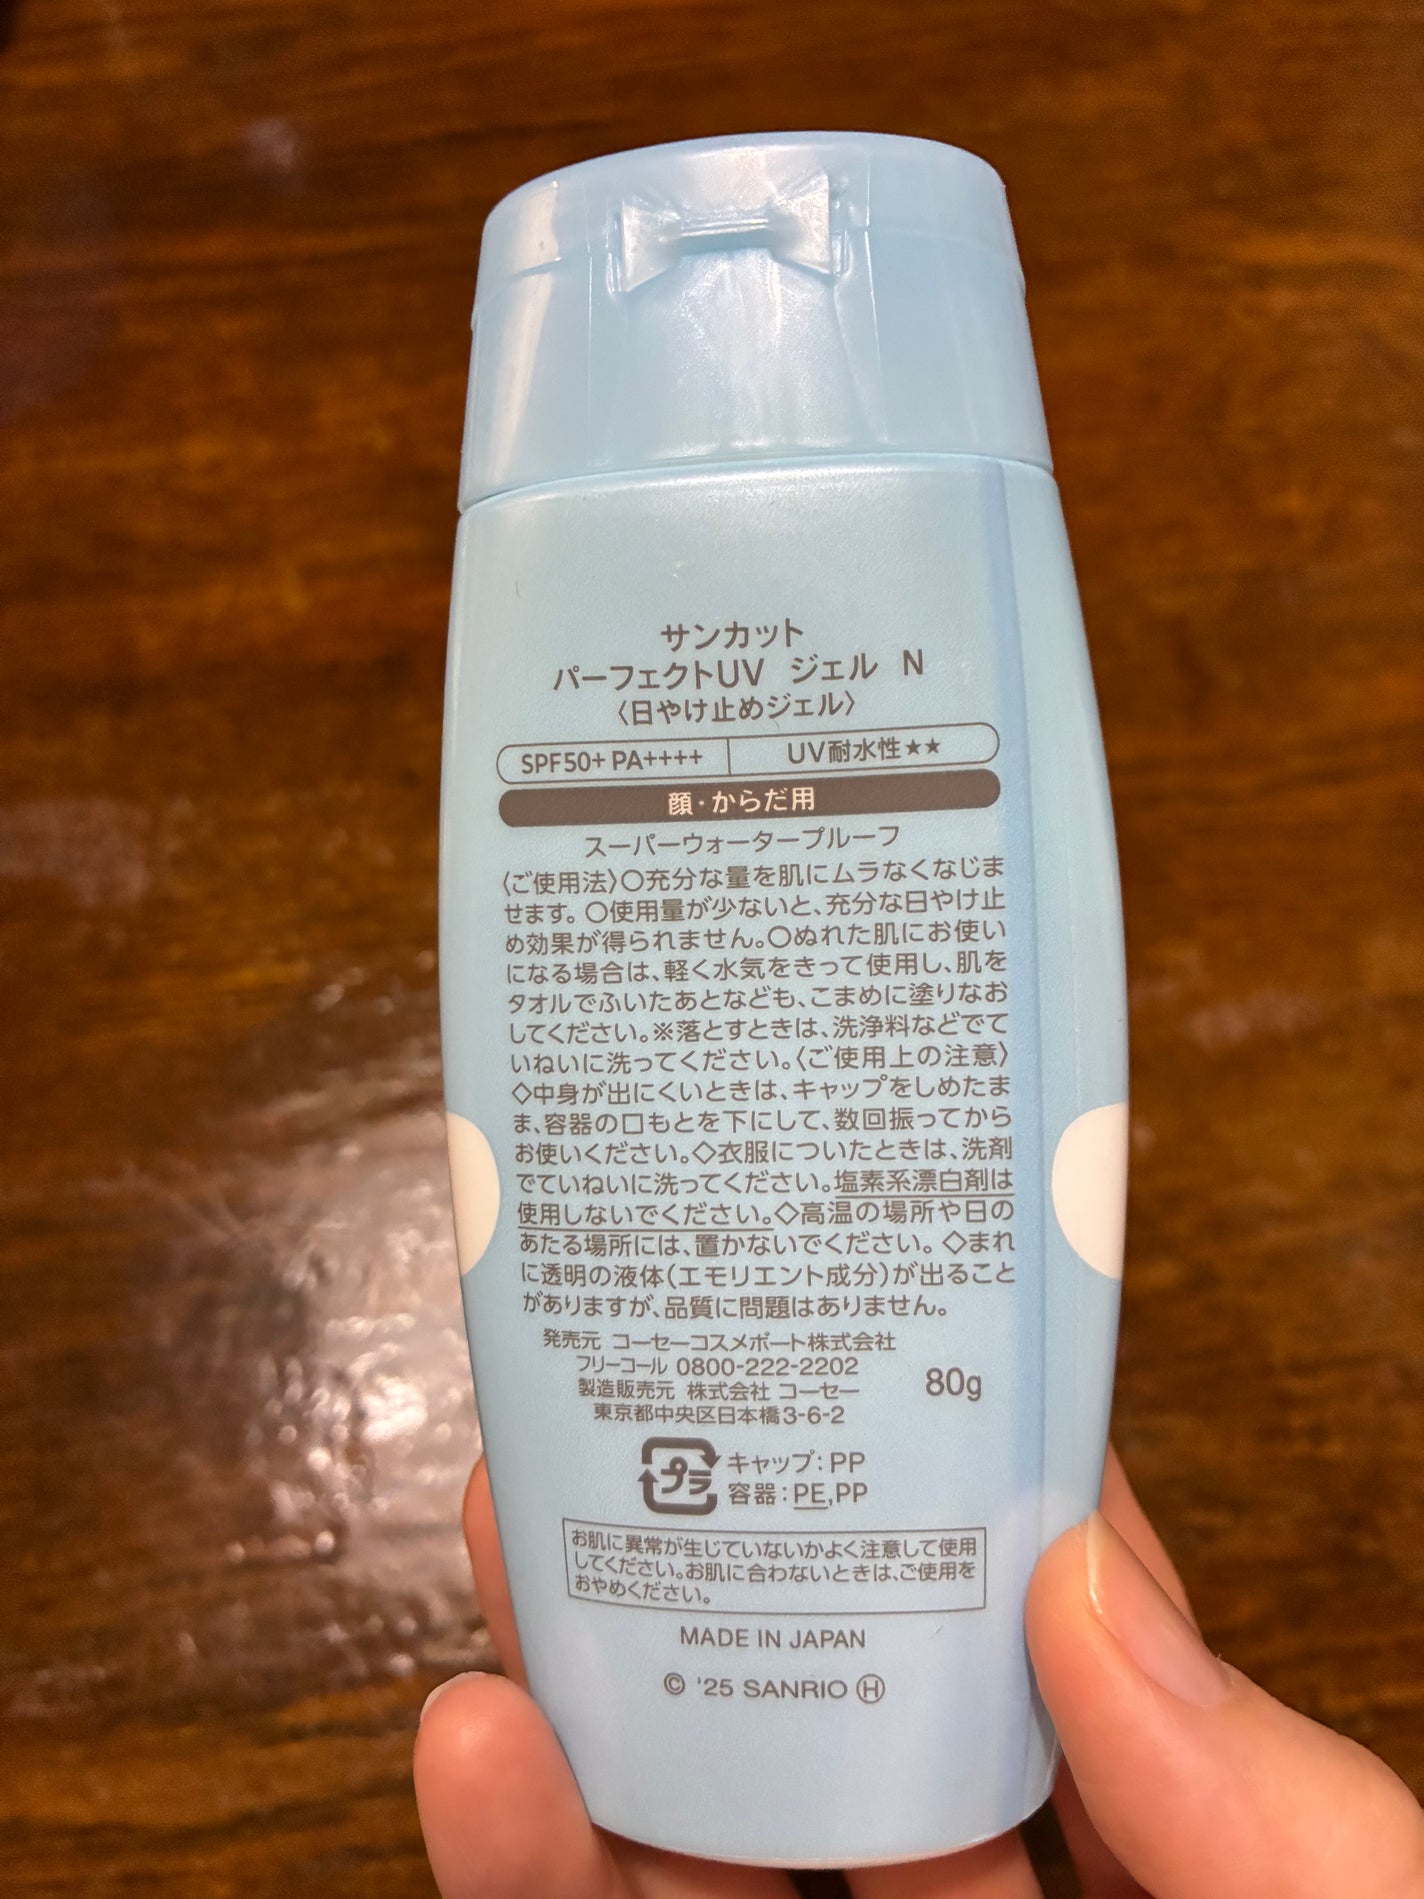 サンカット
パーフェクトUV ジェル N
〈日やけ止めジェル〉
SPF50+ PA++++ UV耐水性★★
顔・からだ用
スーパーウォータープルーフ
〈ご使用法〉○充分な量を肌にムラなくなじま
せます。○使用量が少ないと、充分な日やけ止
め効果が得られません。○ぬれた肌にお使い
になる場合は、軽く水気をきって使用し、肌を
タオルでふいたあとなども、こまめに塗りなお
してください。※落とすときは、洗浄料などでて
いねいに洗ってください。〈ご使用上の注意〉
◇中身が出にくいときは、キャップをしめたま
ま、容器の口もとを下にして、数回振ってから
お使いください。◇衣服についたときは、洗剤
でていねいに洗ってください。塩素系漂白剤は
使用しないでください。◇高温の場所や日の
あたる場所には、置かないでください。◇まれ
に透明の液体(エモリエント成分)が出ること
がありますが、品質に問題はありません。
発売元 コーセーコスメポート株式会社
フリーコール 0800-222-2202
製造販売元 株式会社 コーセー
東京都中央区日本橋3-6-2
80g
プラ
キャップ:PP
容器:PE,PP
お肌に異常が生じていないかよく注意して使用
してください。お肌に合わないときは、ご使用を
おやめください。
MADE IN JAPAN
© '25 SANRIO Ⓗ